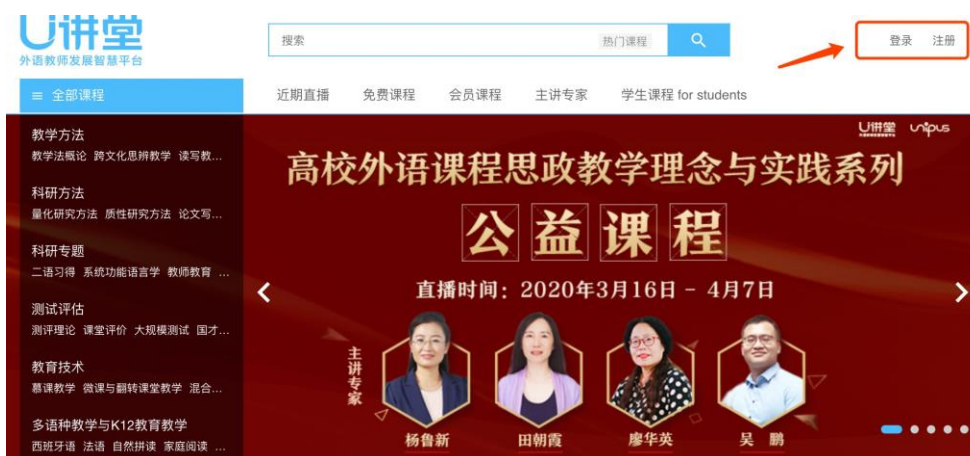 U讲堂
外语教师发展智慧平台
搜索 热门课程
登录 注册
全部课程
近期直播 免费课程 会员课程 主讲专家 学生课程 for students
教学方法
教学法概论 跨文化思辨教学 读写教...
科研方法
量化研究方法 质性研究方法 论文写...
科研专题
二语习得 系统功能语言学 教师教育 ...
测试评估
测评理论 课堂评价 大规模测试 国才...
教育技术
慕课教学 微课与翻转课堂教学 混合...
多语种教学与K12教育教学
西班牙语 法语 自然拼读 家庭阅读 ...
U讲堂 unipus
高校外语课程思政教学理念与实践系列
公益课程
直播时间：2020年3月16日 - 4月7日
主讲专家
杨鲁新 田朝霞 廖华英 吴 鹏